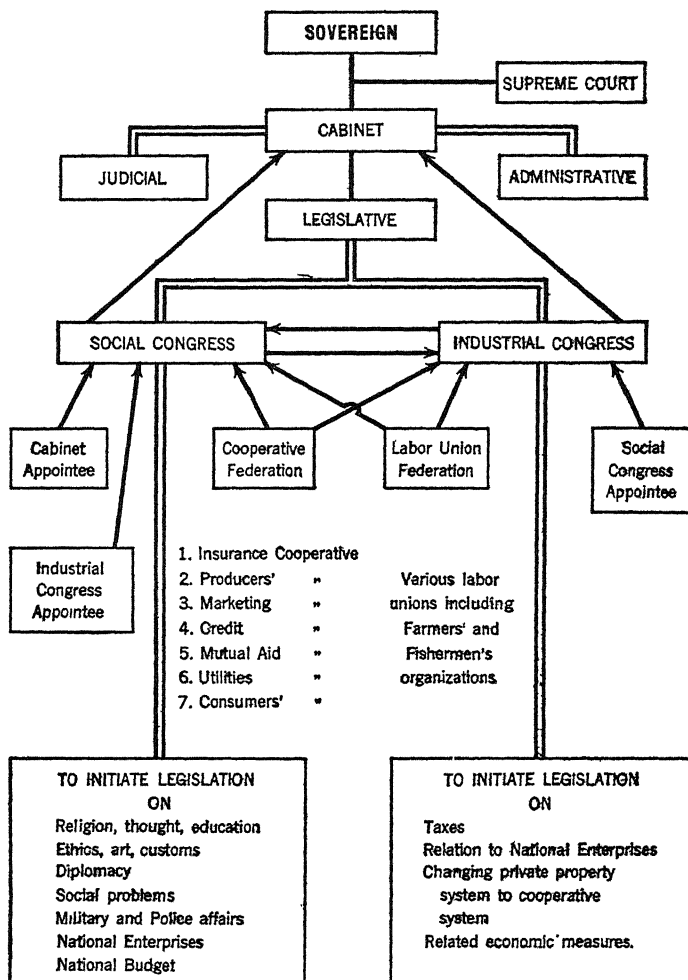 SOVEREIGN
SUPREME COURT
CABINET
JUDICIAL
ADMINISTRATIVE
LEGISLATIVE
SOCIAL CONGRESS
INDUSTRIAL CONGRESS
Cabinet
Appointee
Cooperative
Federation
Labor Union
Federation
Social
Congress
Appointee
Industrial
Congress
Appointee
1. Insurance Cooperative
2. Producers' "
3. Marketing "
4. Credit "
5. Mutual Aid "
6. Utilities "
7. Consumers' "
Various labor
unions including
Farmers' and
Fishermen's
organizations.
TO INITIATE LEGISLATION
ON
Religion, thought, education
Ethics, art, customs
Diplomacy
Social problems
Military and Police affairs
National Enterprises
National Budget
TO INITIATE LEGISLATION
ON
Taxes
Relation to National Enterprises
Changing private property
system to cooperative
system
Related economic measures.